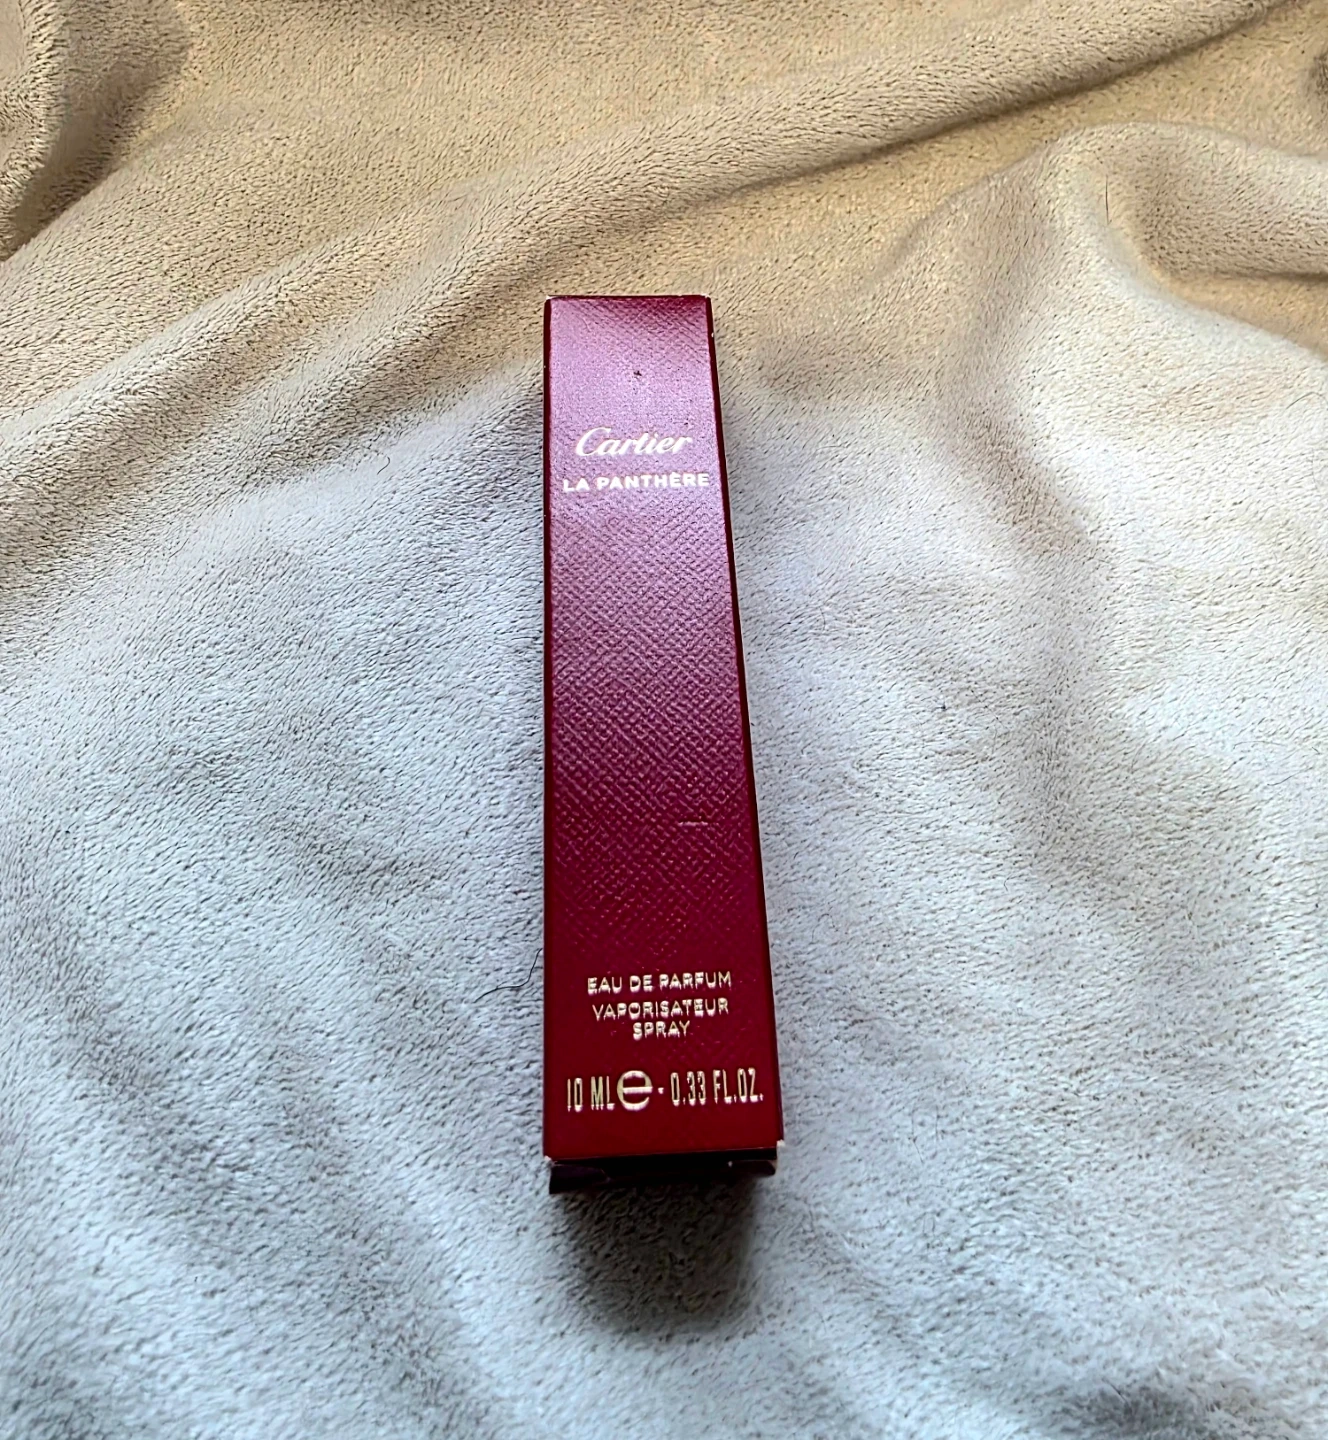 Cartier
LA PANTHÈRE
EAU DE PARFUM
VAPORISATEUR
SPRAY
10 ML e - 0.33 FL.OZ.